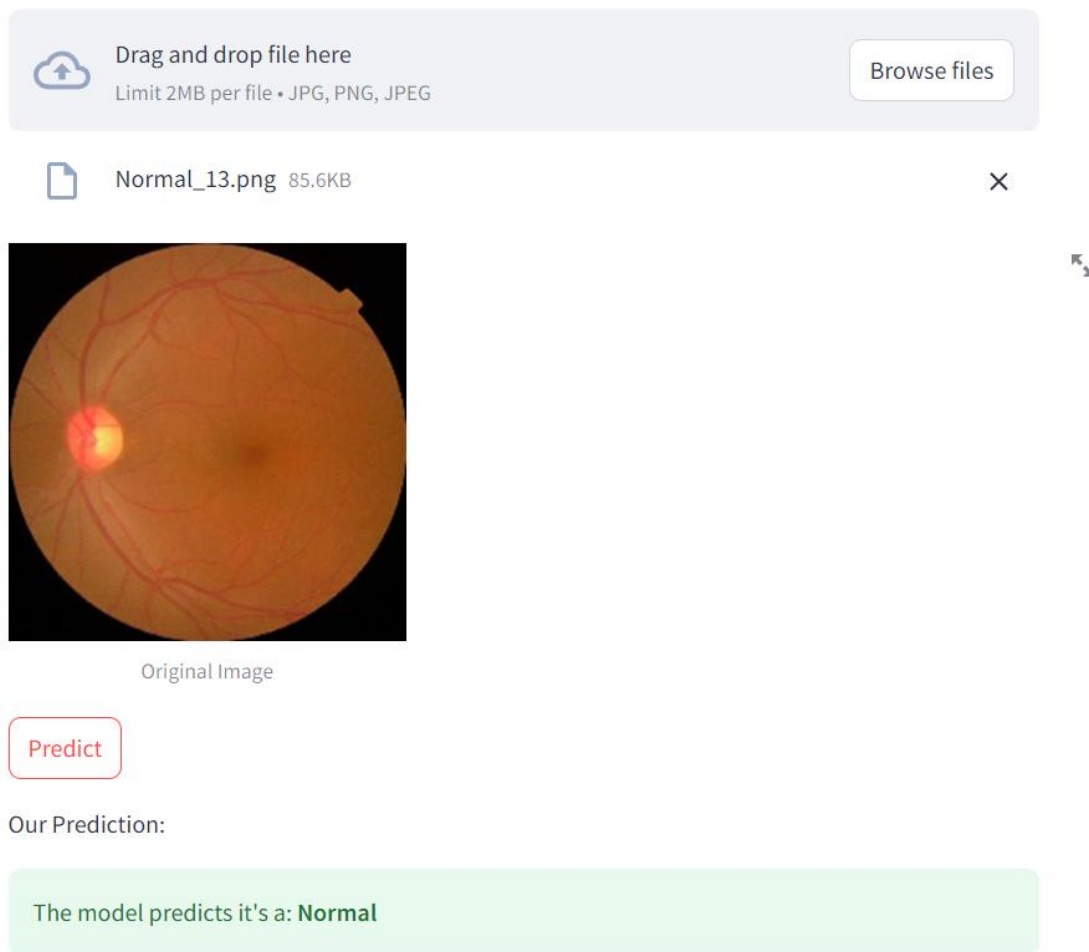 Drag and drop file here
Limit 2MB per file • JPG, PNG, JPEG
Browse files
Normal_13.png 85.6KB
Original Image
Predict
Our Prediction:
The model predicts it's a: Normal